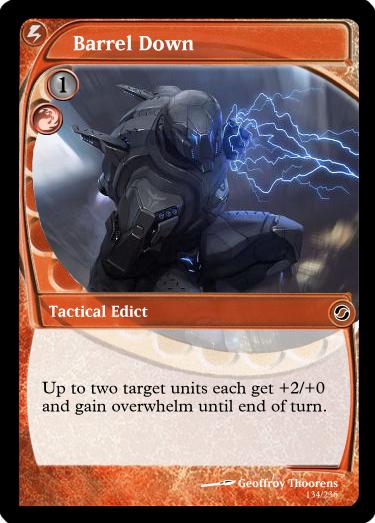 Barrel Down
1
Tactical Edict
Up to two target units each get +2/+0
and gain overwhelm until end of turn.
Geoffroy Thoorens
134/236